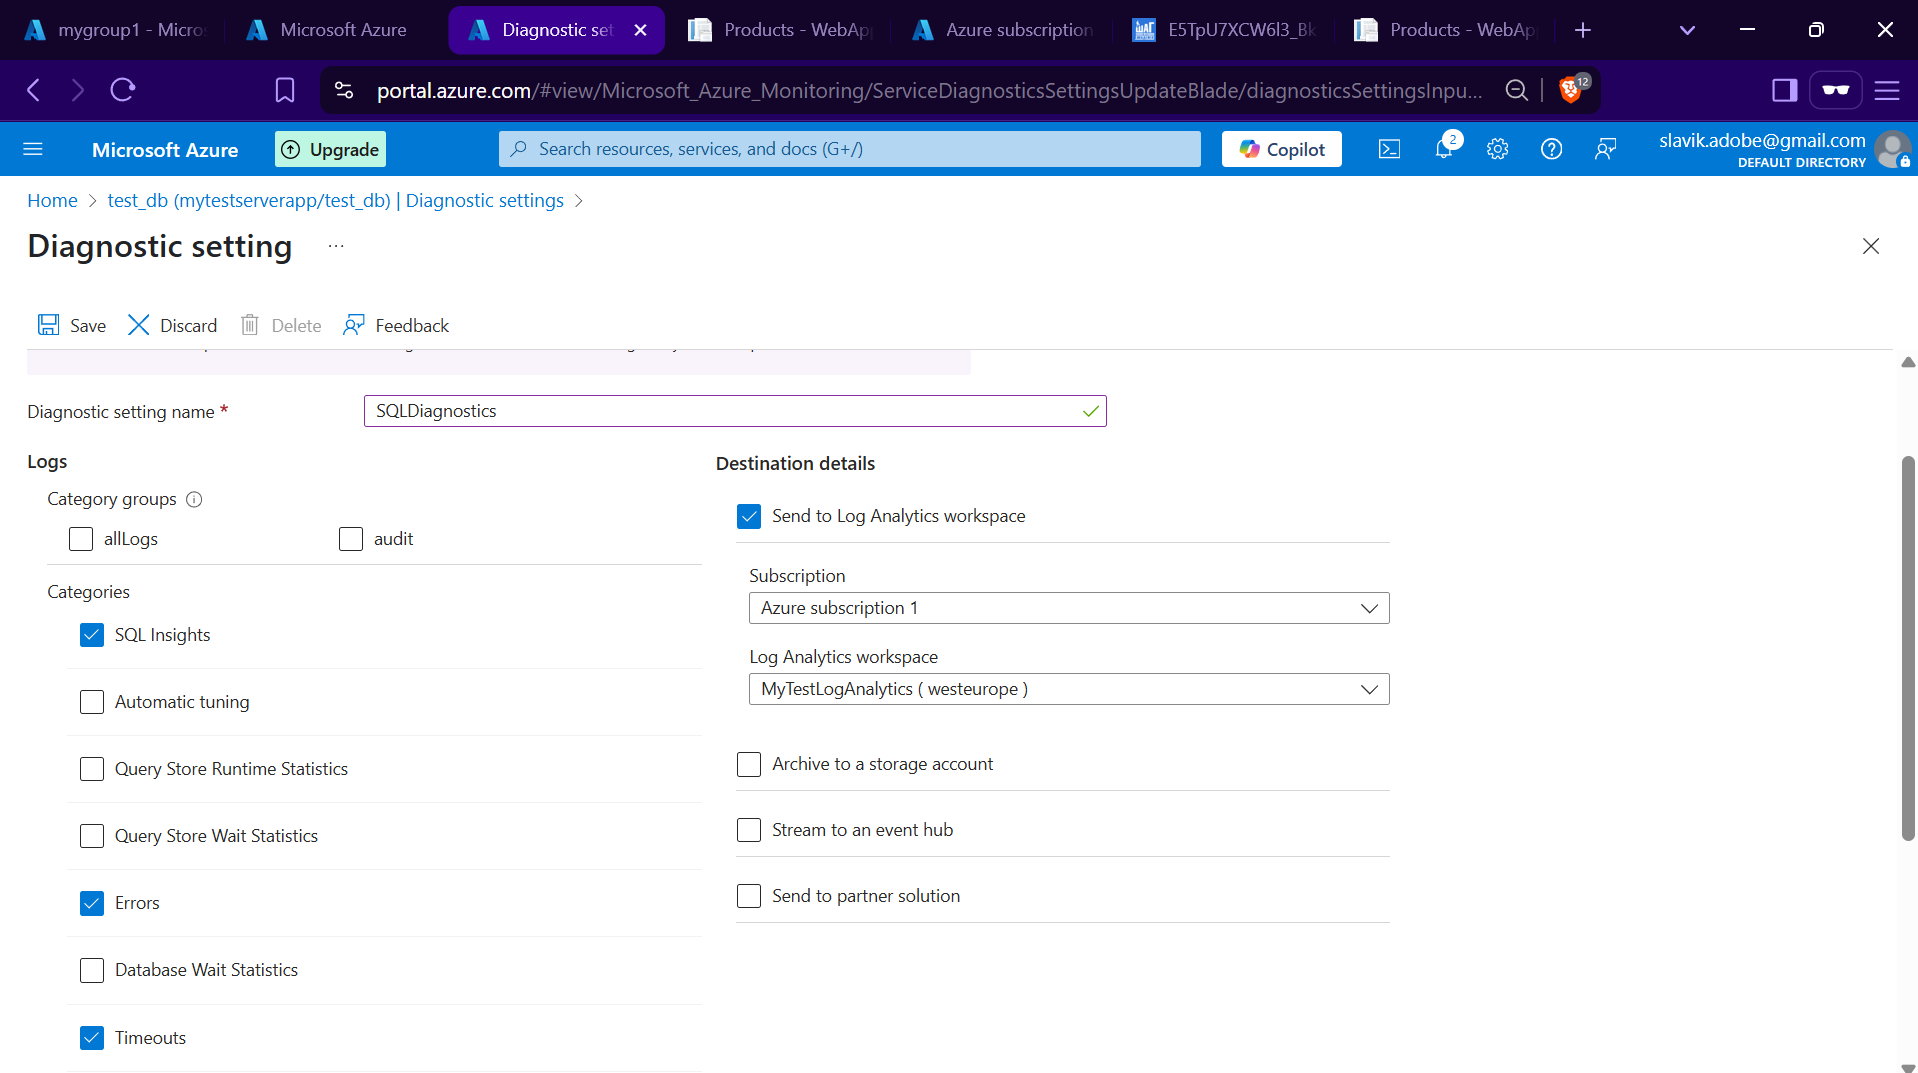 mygroup1 - Micros
Microsoft Azure
Diagnostic set
Products - WebAp
Azure subscription
E5TpU7XCW6l3_Bk
Products - WebAp
portal.azure.com/#view/Microsoft_Azure_Monitoring/ServiceDiagnosticsSettingsUpdateBlade/diagnosticsSettingsInpu...
12
Microsoft Azure
Upgrade
Search resources, services, and docs (G+/)
Copilot
2
slavik.adobe@gmail.com
DEFAULT DIRECTORY
Home > test_db (mytestserverapp/test_db) | Diagnostic settings >
Diagnostic setting ...
Save
Discard
Delete
Feedback
Diagnostic setting name *
SQLDiagnostics
Logs
Destination details
Category groups
allLogs
audit
Send to Log Analytics workspace
Subscription
Azure subscription 1
Categories
SQL Insights
Log Analytics workspace
MyTestLogAnalytics ( westeurope )
Automatic tuning
Query Store Runtime Statistics
Archive to a storage account
Query Store Wait Statistics
Stream to an event hub
Errors
Send to partner solution
Database Wait Statistics
Timeouts